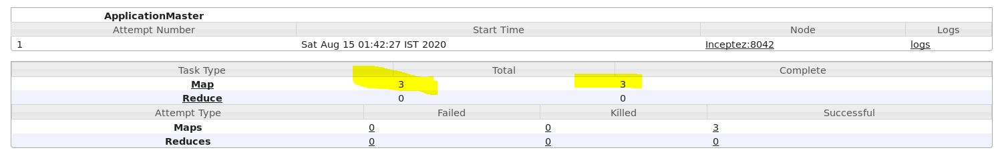 ApplicationMaster
Attempt Number Start Time Node Logs
1 Sat Aug 15 01:42:27 IST 2020 Inceptez:8042 logs
Task Type Total Complete
Map 3 3
Reduce 0 0
Attempt Type Failed Killed Successful
Maps 0 0 3
Reduces 0 0 0